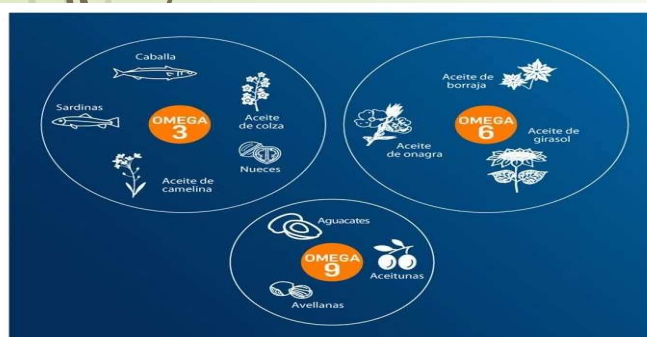 Caballa
Sardinas
OMEGA
3
Aceite
de colza
Nueces
Aceite de
camelina
Aceite de
borraja
OMEGA
6
Aceite
de onagra
Aceite de
girasol
Aguacates
OMEGA
9
Aceitunas
Avellanas